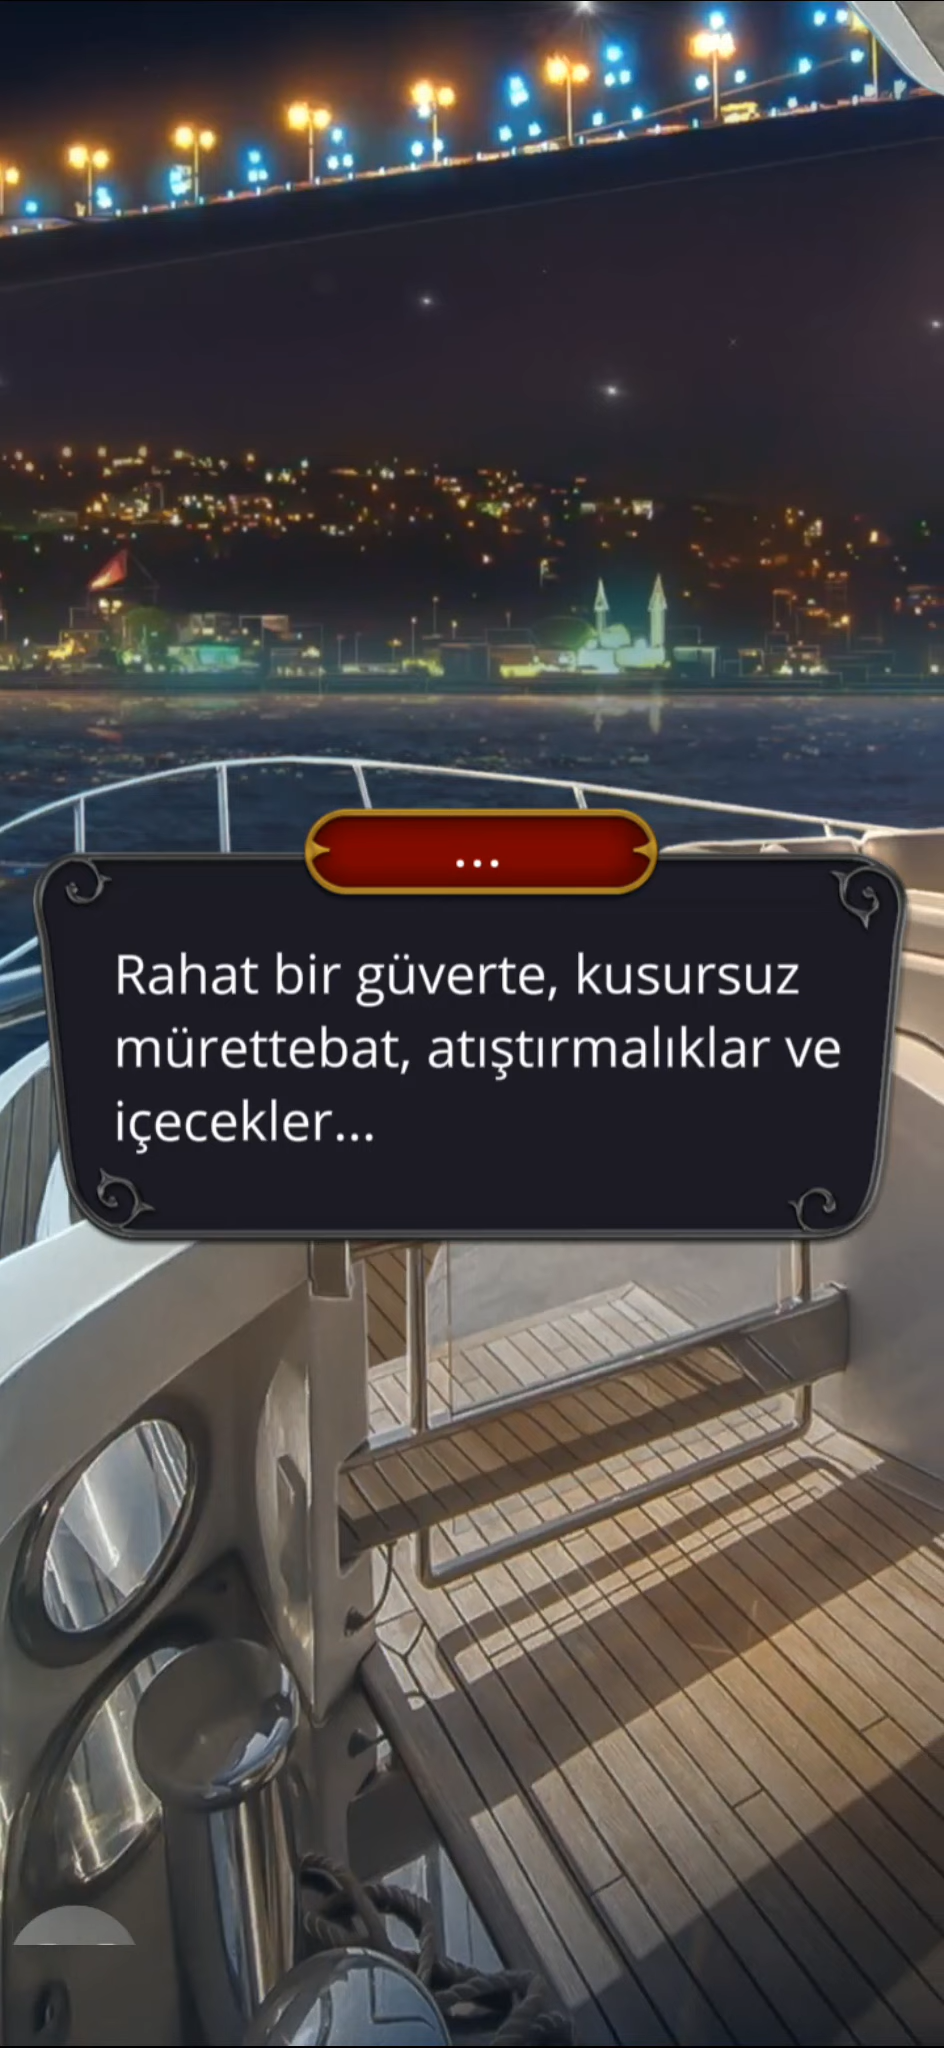 ...
Rahat bir güverte, kusursuz
mürettebat, atıştırmalıklar ve
içecekler...